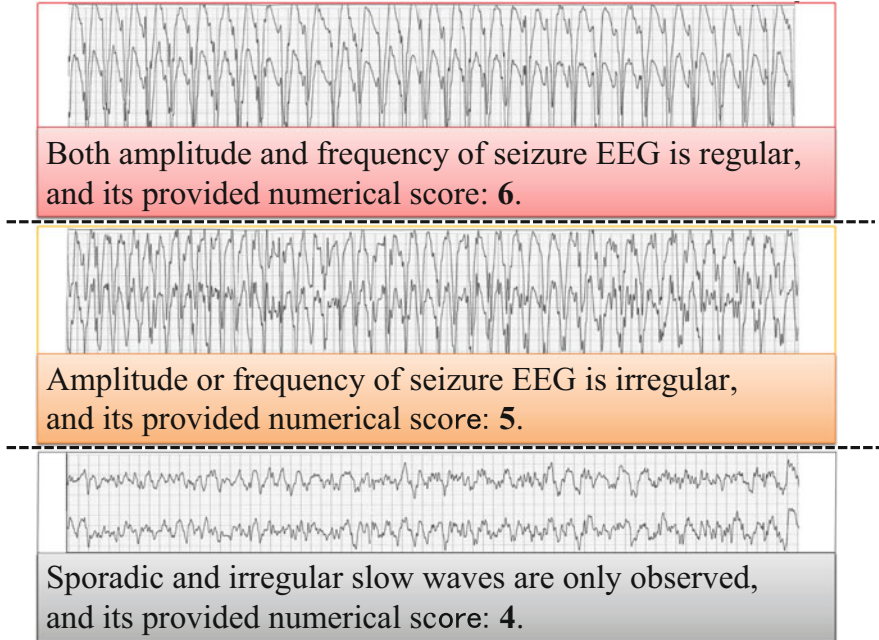 Both amplitude and frequency of seizure EEG is regular,
and its provided numerical score: 6.
Amplitude or frequency of seizure EEG is irregular,
and its provided numerical score: 5.
Sporadic and irregular slow waves are only observed,
and its provided numerical score: 4.